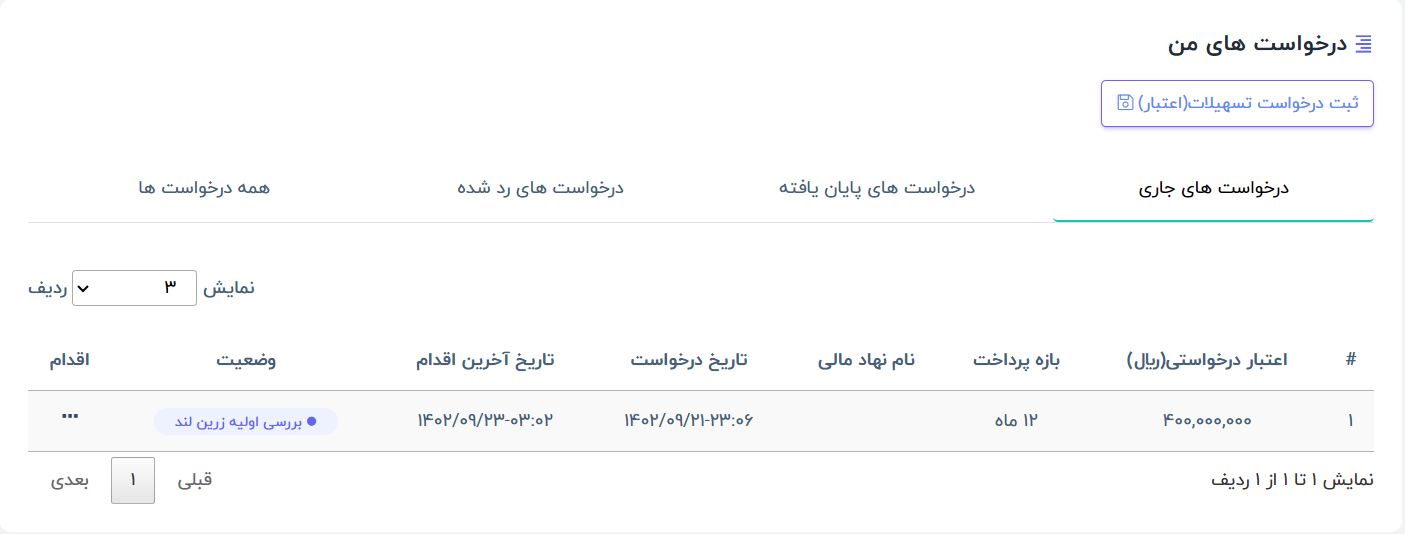 درخواست های من
ثبت درخواست تسهیلات(اعتبار)
درخواست های جاری درخواست های پایان یافته درخواست های رد شده همه درخواست ها
نمایش ۳ ردیف
# اعتبار درخواستی(ریال) بازه پرداخت نام نهاد مالی تاریخ درخواست تاریخ آخرین اقدام وضعیت اقدام
۱ ۴۰۰,۰۰۰,۰۰۰ ۱۲ ماه ۱۴۰۲/۰۹/۲۱-۲۳:۰۶ ۱۴۰۲/۰۹/۲۳-۰۳:۰۲ بررسی اولیه زرین لند ...
نمایش ۱ تا ۱ از ۱ ردیف قبلی ۱ بعدی